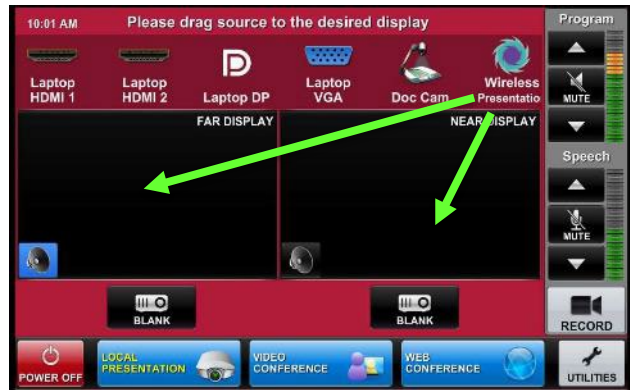 10:01 AM
Please drag source to the desired display
Program
Laptop
HDMI 1
Laptop
HDMI 2
Laptop DP
Laptop
VGA
Doc Cam
Wireless
Presentatio
MUTE
FAR DISPLAY
NEAR DISPLAY
Speech
MUTE
BLANK
BLANK
RECORD
POWER OFF
LOCAL
PRESENTATION
VIDEO
CONFERENCE
WEB
CONFERENCE
UTILITIES